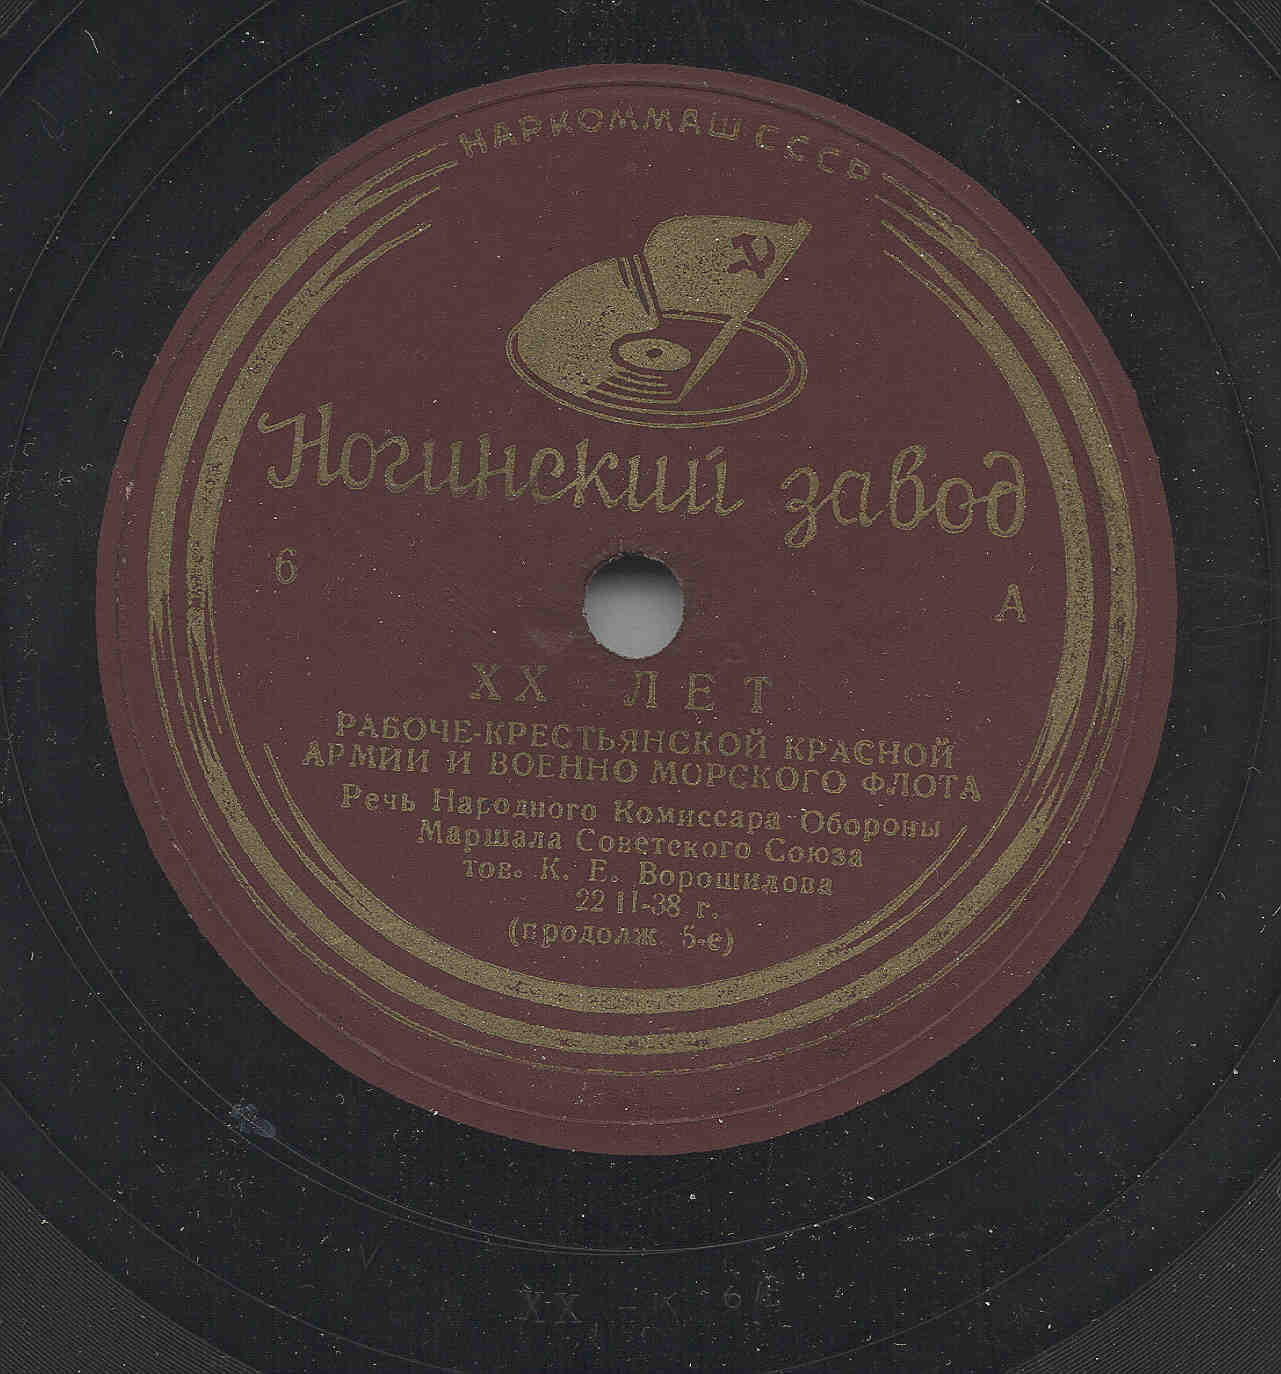 НАРКОММАШ СССР
Ногинский завод
6
А
XX ЛЕТ
РАБОЧЕ-КРЕСТЬЯНСКОЙ КРАСНОЙ
АРМИИ И ВОЕННО МОРСКОГО ФЛОТА
Речь Народного Комиссара Обороны
Маршала Советского Союза
тов. К. Е. Ворошилова
22 II-38 г.
(продолж. 5-е)
XX - К